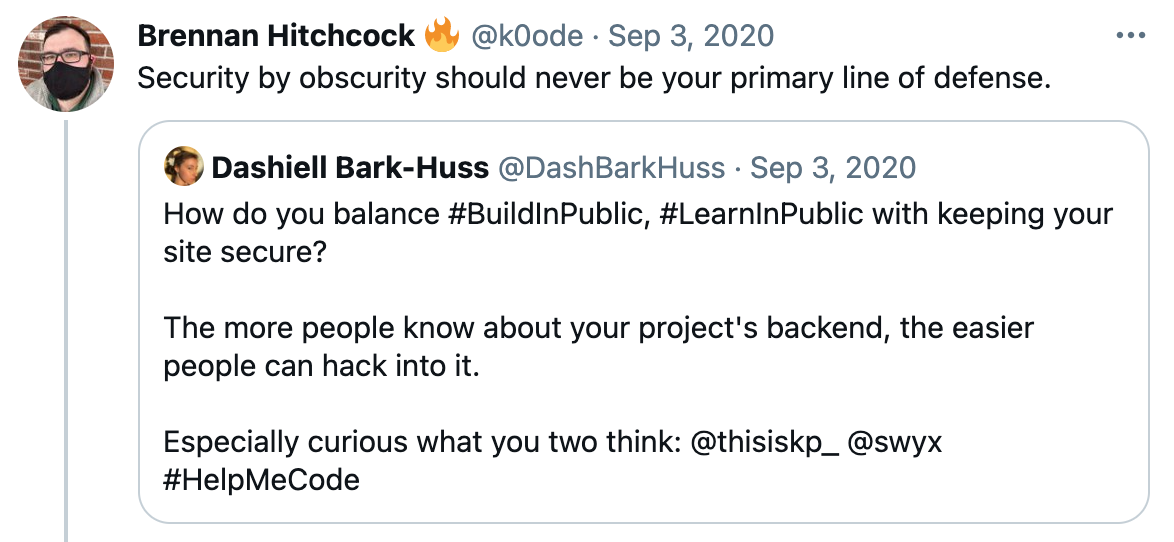 Brennan Hitchcock 🔥 @k0ode · Sep 3, 2020
Security by obscurity should never be your primary line of defense.
Dashiell Bark-Huss @DashBarkHuss · Sep 3, 2020
How do you balance #BuildInPublic, #LearnInPublic with keeping your
site secure?
The more people know about your project's backend, the easier
people can hack into it.
Especially curious what you two think: @thisiskp_ @swyx
#HelpMeCode